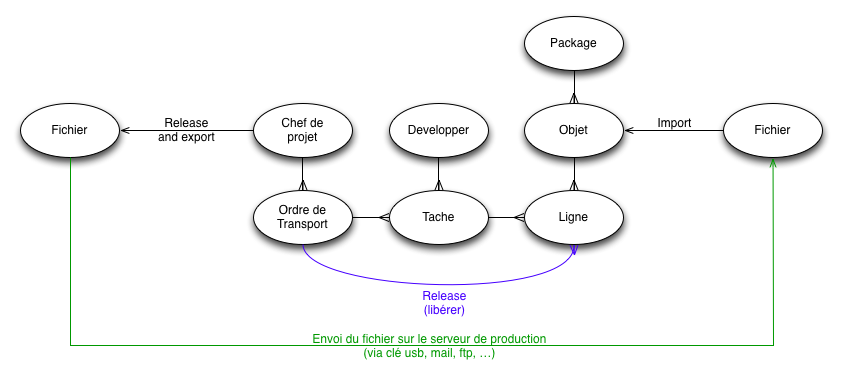 Package
Fichier
Release
and export
Chef de
projet
Developper
Objet
Import
Fichier
Ordre de
Transport
Tache
Ligne
Release
(libérer)
Envoi du fichier sur le serveur de production
(via clé usb, mail, ftp, …)